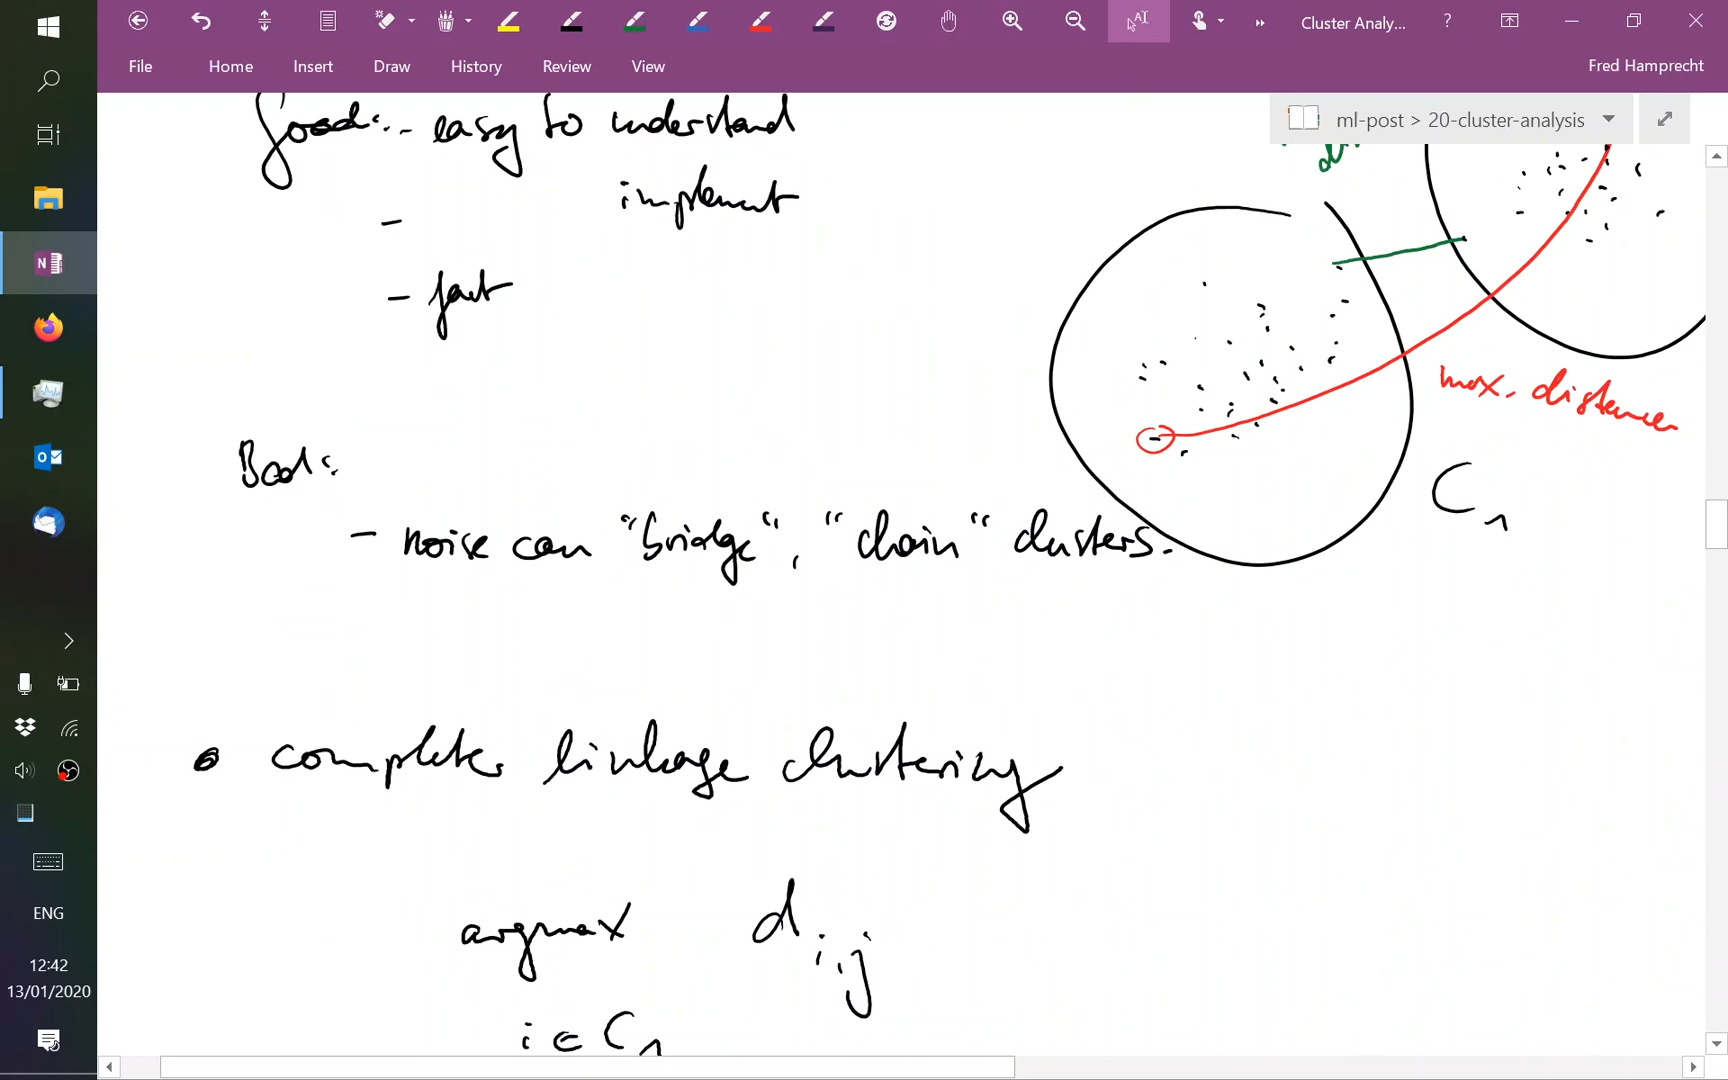 Cluster Analy...
?
File Home Insert Draw History Review View
Fred Hamprecht
ml-post > 20-cluster-analysis
Good: - easy to understand
implement
-
- fast
max. distance
C1
Bad:
- noise can "bridge", "chain" clusters.
• complete linkage clustering
argmax d i,j
i ∈ C1
ENG
12:42
13/01/2020